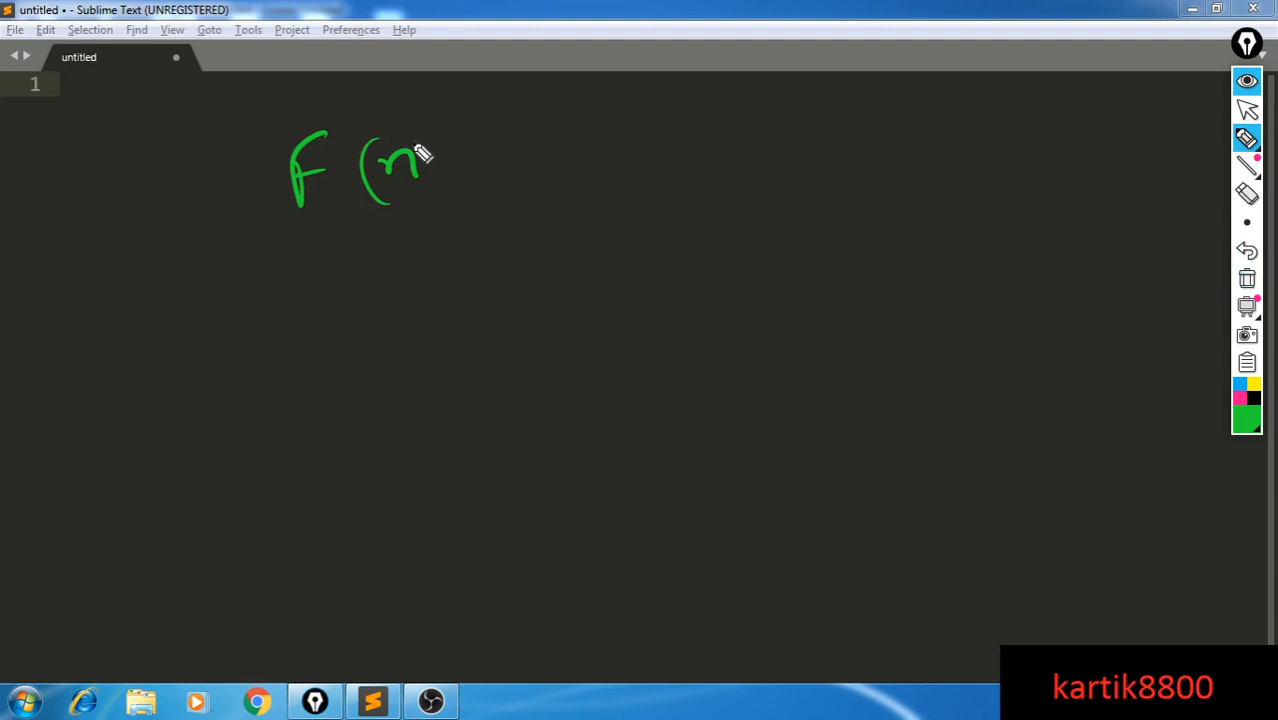 untitled • - Sublime Text (UNREGISTERED)
File Edit Selection Find View Goto Tools Project Preferences Help
untitled
1
F (n
kartik8800